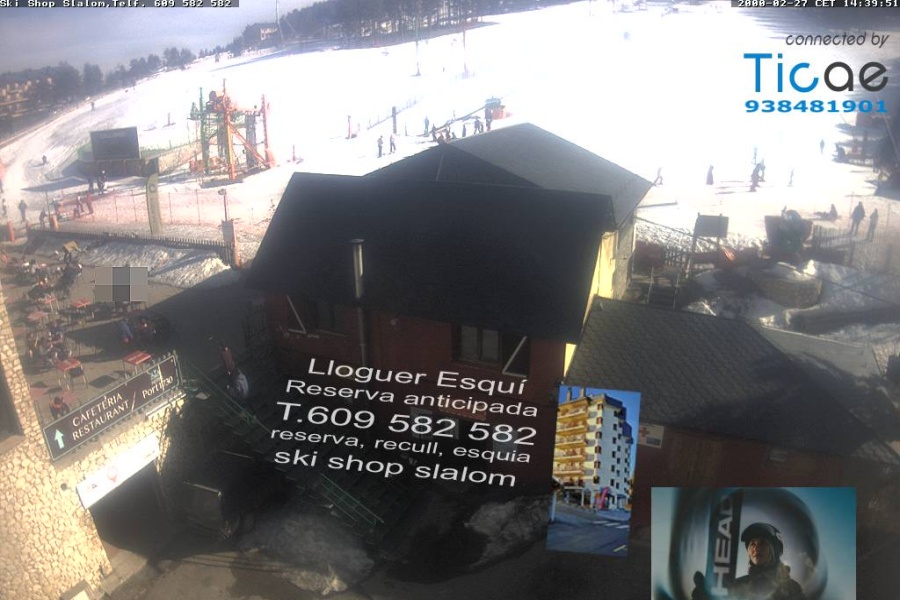 Ski Shop Slalom,Telf. 609 582 582
2000-02-27 CET 14:39:51
connected by
Ticae
938481901
Lloguer Esquí
Reserva anticipada
T.609 582 582
reserva, recull, esquia
ski shop slalom
CAFETERIA
RESTAURANT /
HEAD